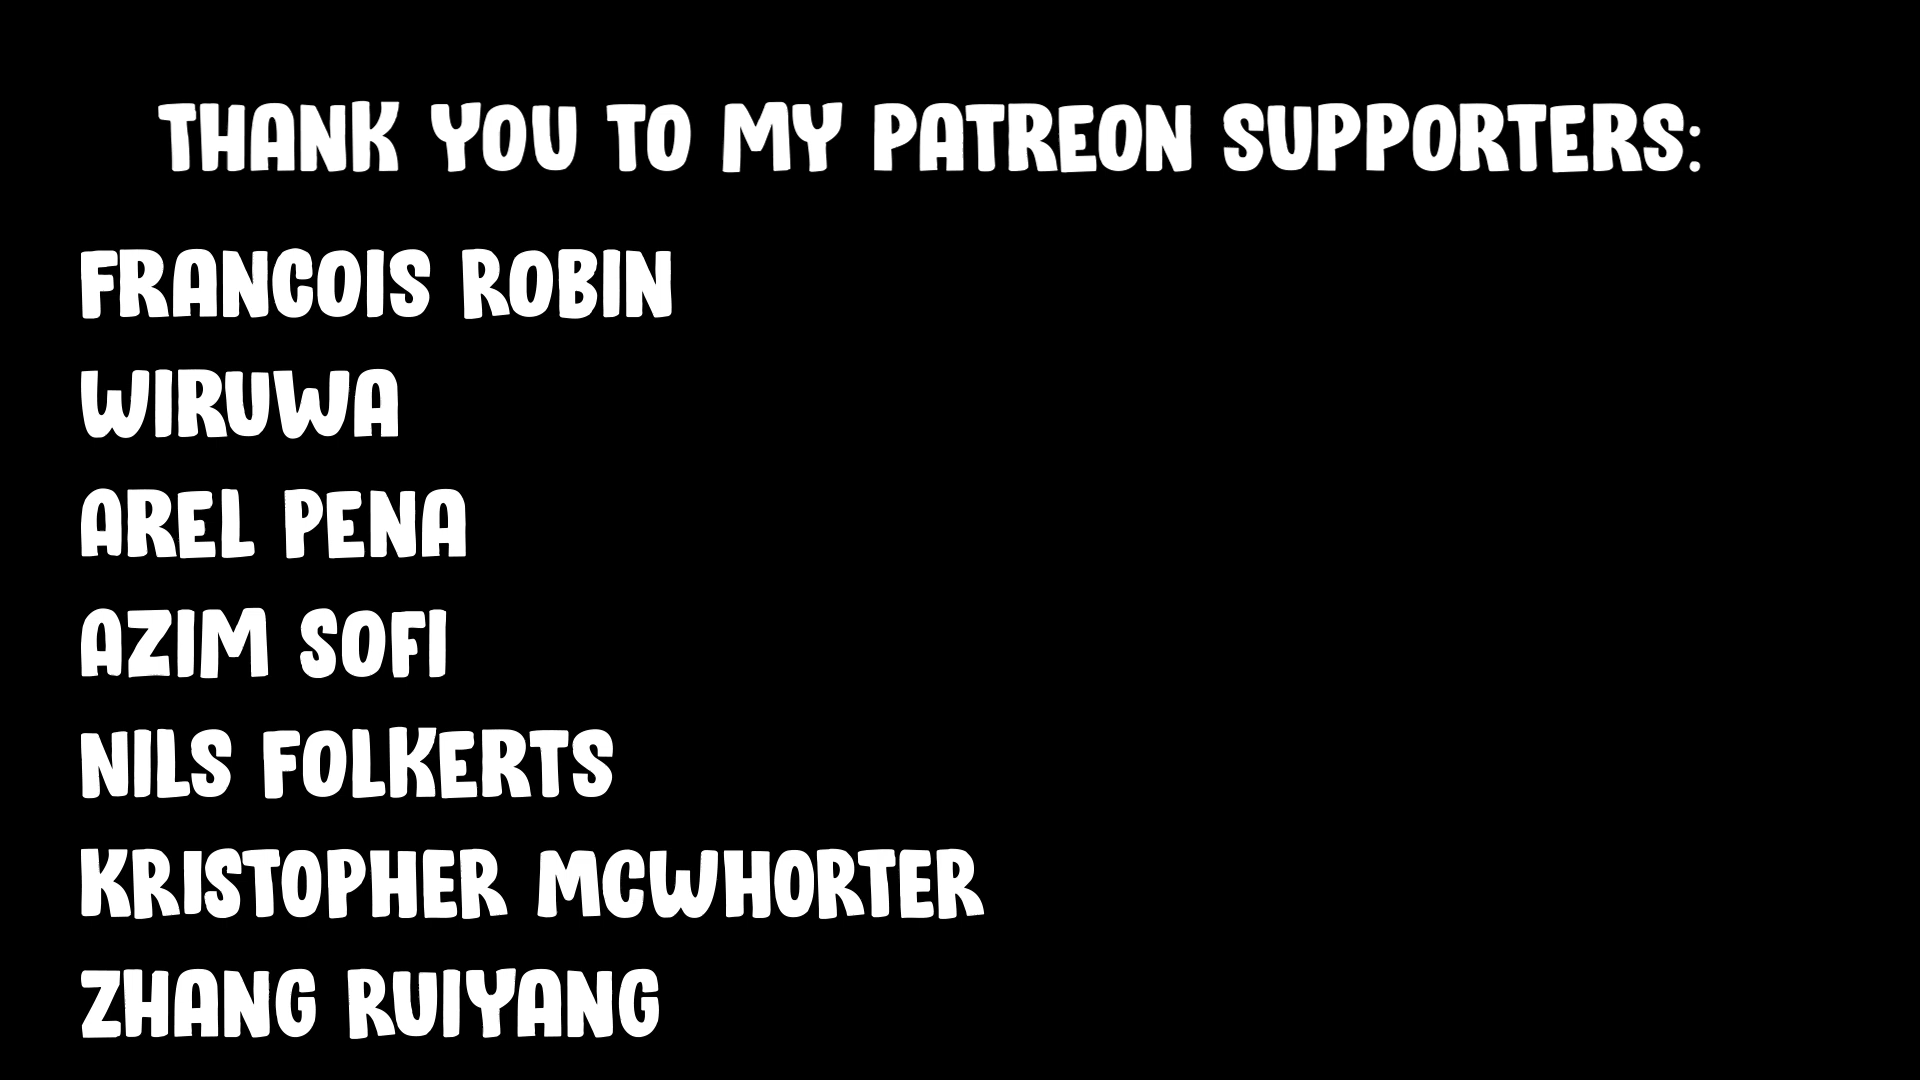 THANK YOU TO MY PATREON SUPPORTERS:
FRANCOIS ROBIN
WIRUWA
AREL PENA
AZIM SOFI
NILS FOLKERTS
KRISTOPHER MCWHORTER
ZHANG RUIYANG